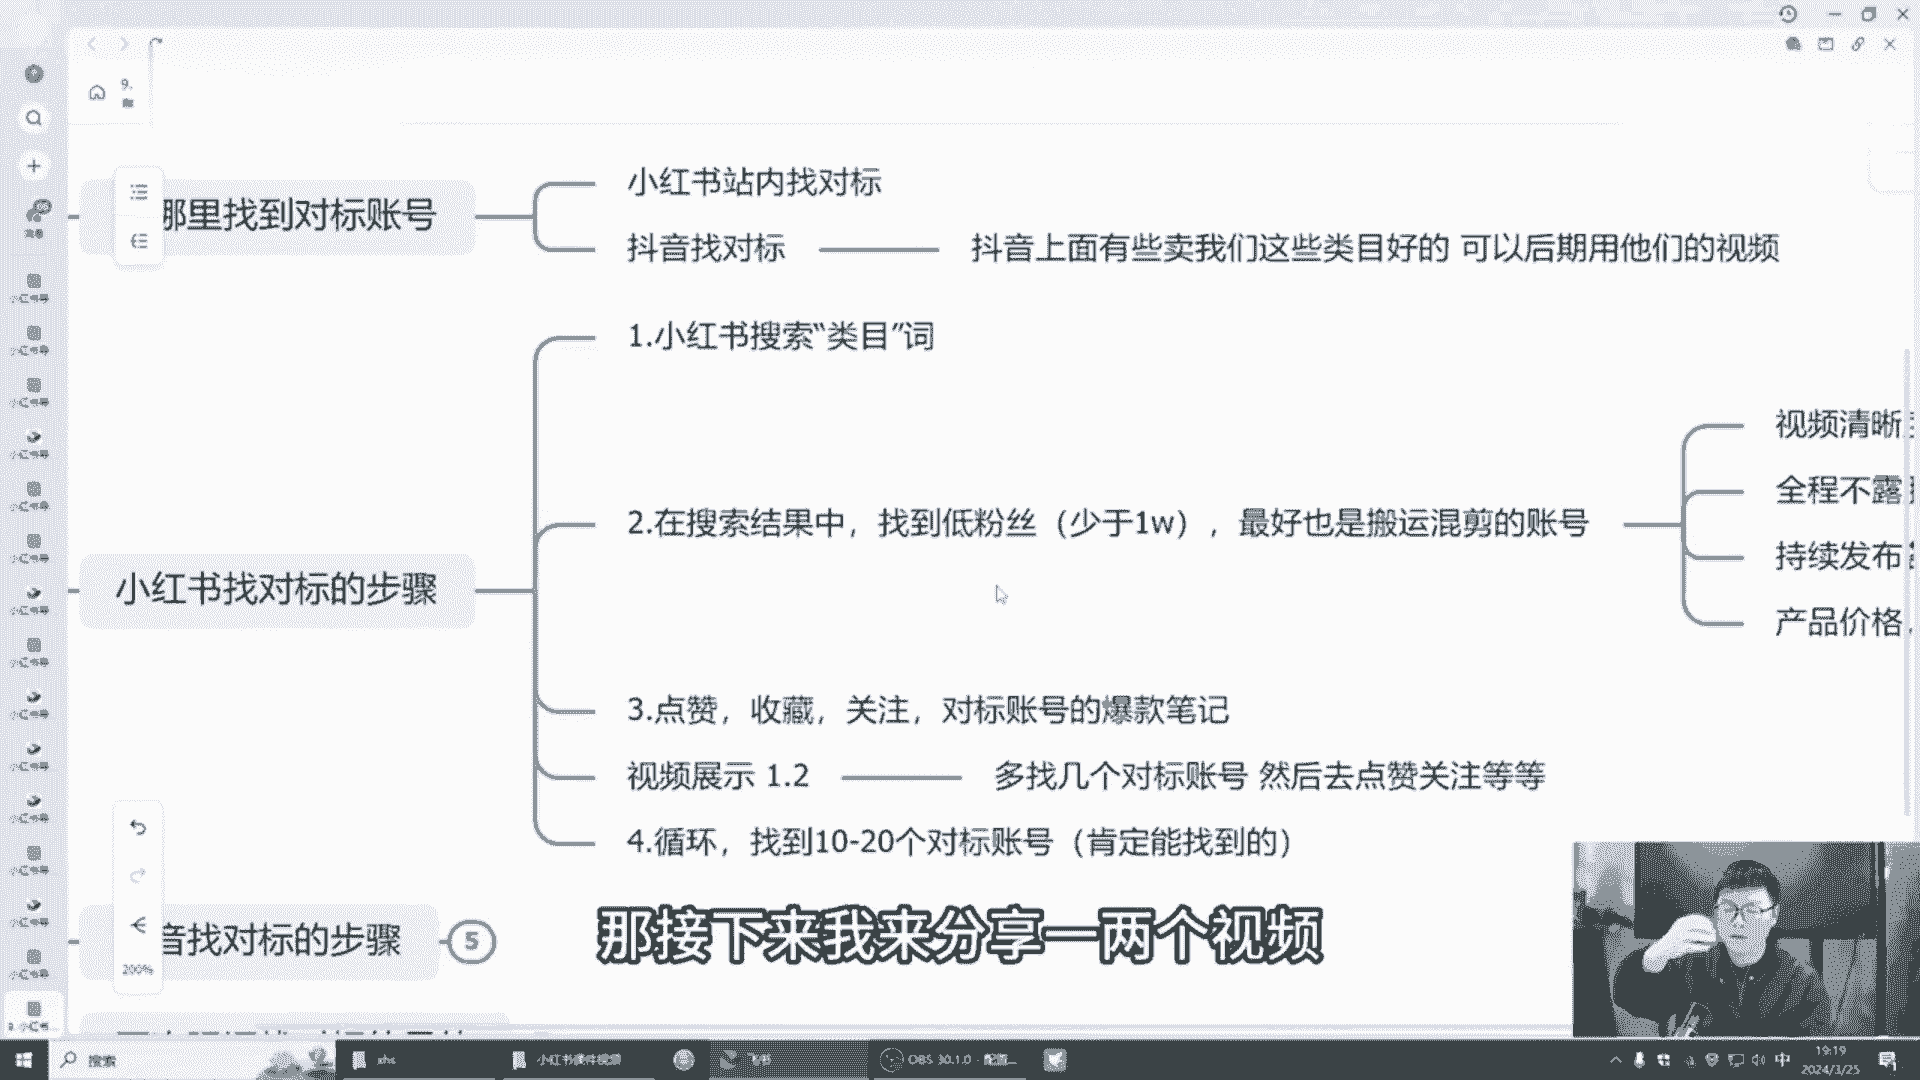 9.
哪里找到对标账号
小红书站内找对标
抖音找对标
抖音上面有些卖我们这些类目好的 可以后期用他们的视频
小红书找对标的步骤
1.小红书搜索“类目”词
2.在搜索结果中，找到低粉丝（少于1w），最好也是搬运混剪的账号
视频清晰
全程不露
持续发布
产品价格，
3.点赞，收藏，关注，对标账号的爆款笔记
视频展示 1.2
多找几个对标账号 然后去点赞关注等等
4.循环，找到10-20个对标账号（肯定能找到的）
音找对标的步骤
5
200%
那接下来我来分享一两个视频
搜索
xhs
小红书课件视频
飞书
OBS 30.1.0 - 配置...
中
19:19
2024/3/25